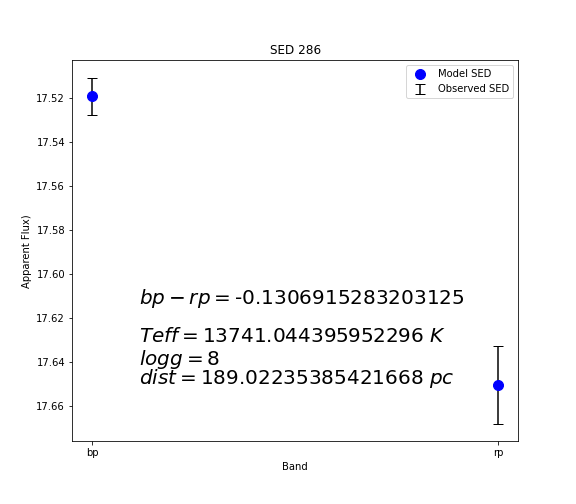 SED 286
Model SED
Observed SED
17.52
17.54
17.56
17.58
17.60
17.62
17.64
17.66
Apparent Flux)
bp − rp = -0.1306915283203125
Teff = 13741.044395952296 K
logg = 8
dist = 189.02235385421668 pc
bp
rp
Band